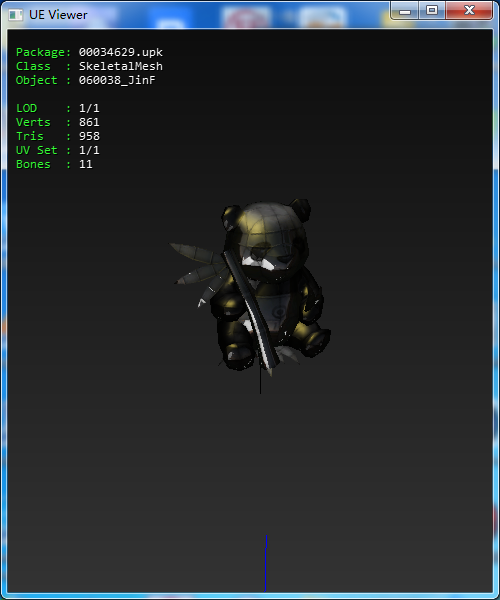 UE Viewer
Package: 00034629.upk
Class : SkeletalMesh
Object : 060038_JinF
LOD : 1/1
Verts : 861
Tris : 958
UV Set : 1/1
Bones : 11